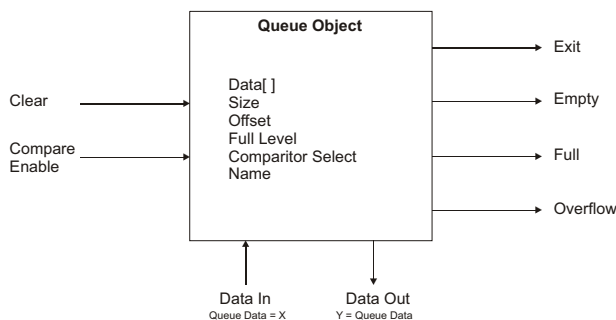 Queue Object
Exit
Data[ ]
Clear
Size
Empty
Offset
Full Level
Compare
Enable
Comparitor Select
Full
Name
Overflow
Data In
Queue Data = X
Data Out
Y = Queue Data